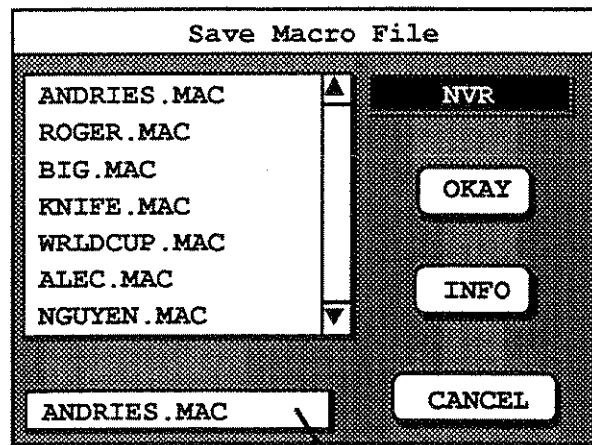 Save Macro File
ANDRIES.MAC
ROGER.MAC
BIG.MAC
KNIFE.MAC
WRLDCUP.MAC
ALEC.MAC
NGUYEN.MAC
ANDRIES.MAC
NVR
OKAY
INFO
CANCEL